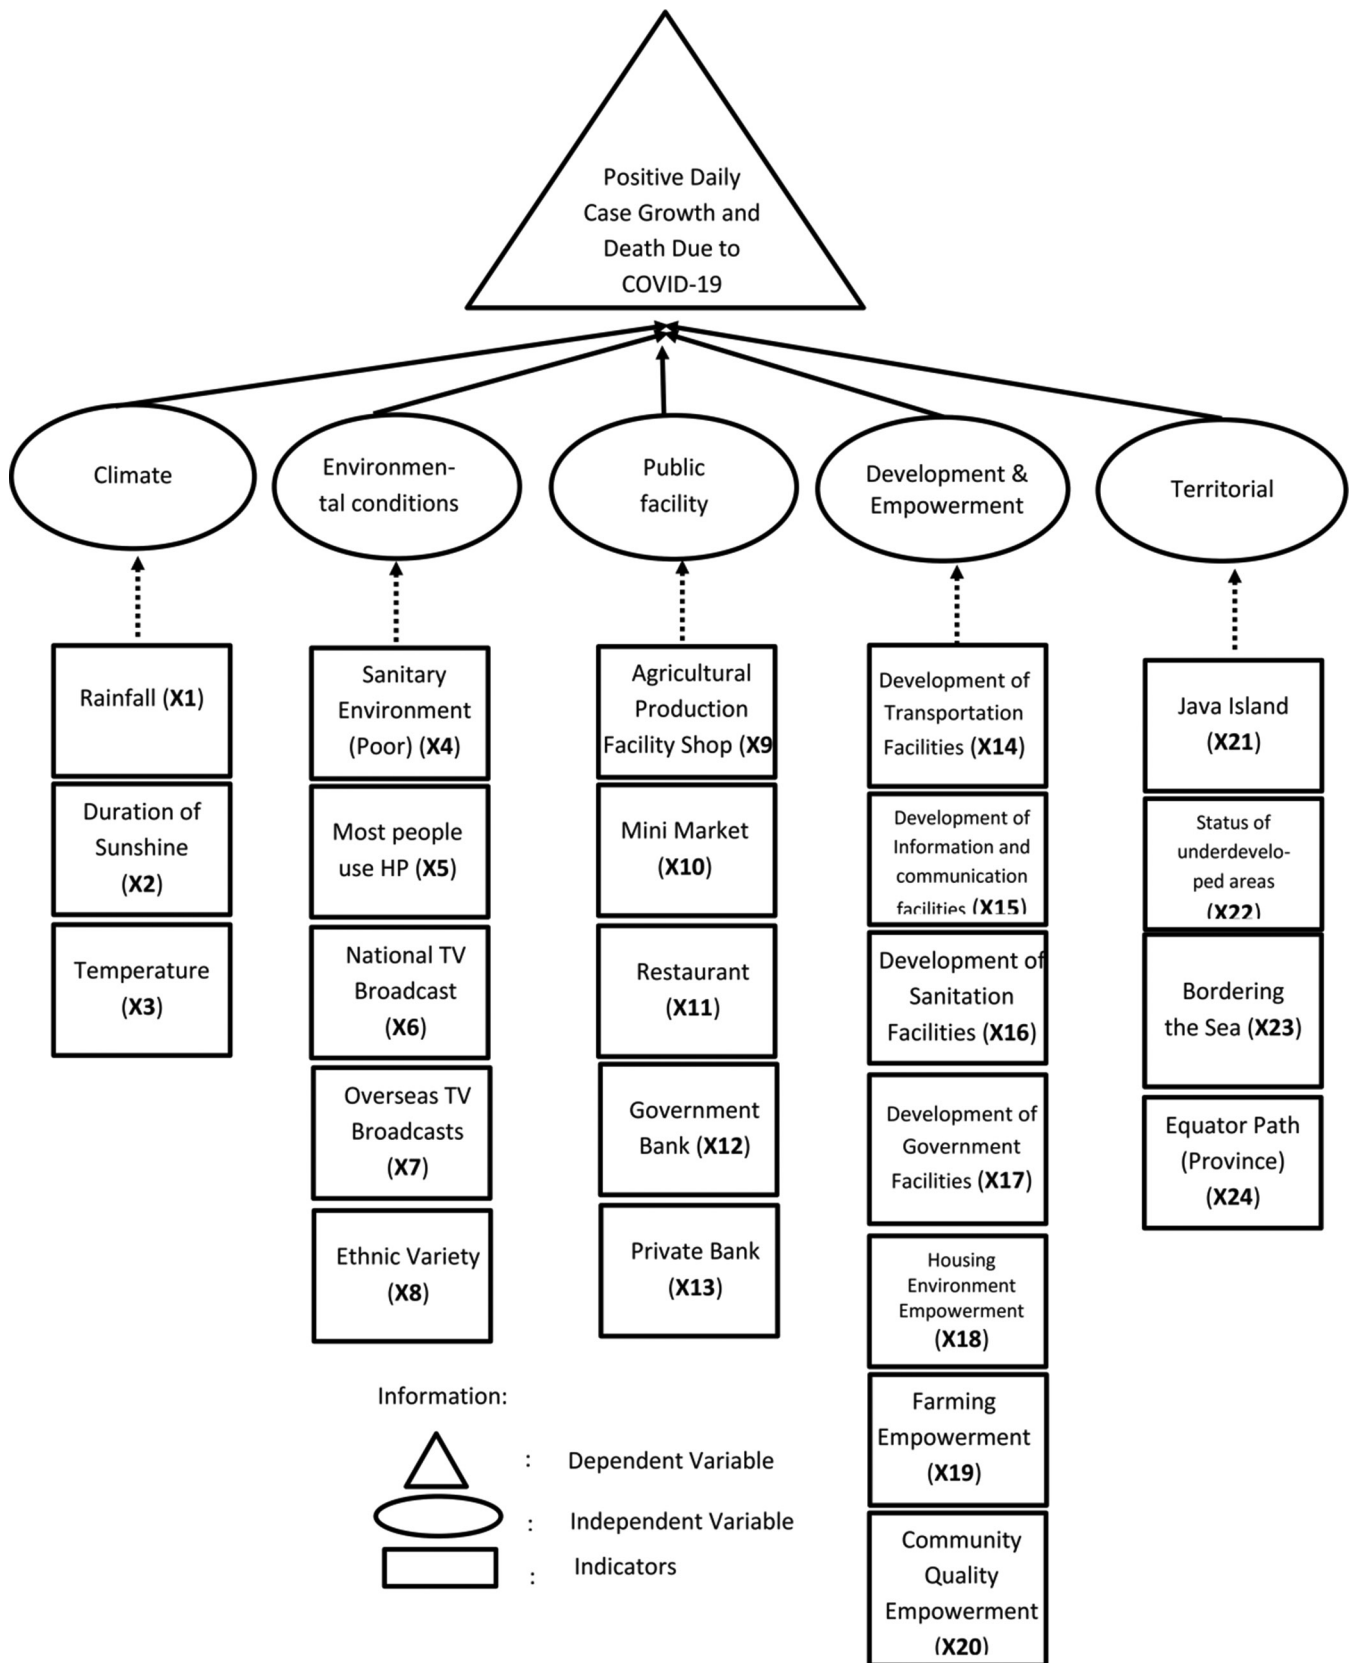 Positive Daily
Case Growth and
Death Due to
COVID-19
Climate
Environmen-
tal conditions
Public
facility
Development &
Empowerment
Territorial
Rainfall (X1)
Duration of
Sunshine
(X2)
Temperature
(X3)
Sanitary
Environment
(Poor) (X4)
Most people
use HP (X5)
National TV
Broadcast
(X6)
Overseas TV
Broadcasts
(X7)
Ethnic Variety
(X8)
Agricultural
Production
Facility Shop (X9
Mini Market
(X10)
Restaurant
(X11)
Government
Bank (X12)
Private Bank
(X13)
Development of
Transportation
Facilities (X14)
Development of
Information and
communication
facilities (X15)
Development of
Sanitation
Facilities (X16)
Development of
Government
Facilities (X17)
Housing
Environment
Empowerment
(X18)
Farming
Empowerment
(X19)
Community
Quality
Empowerment
(X20)
Java Island
(X21)
Status of
underdevelo-
ped areas
(X22)
Bordering
the Sea (X23)
Equator Path
(Province)
(X24)
Information:
: Dependent Variable
: Independent Variable
: Indicators